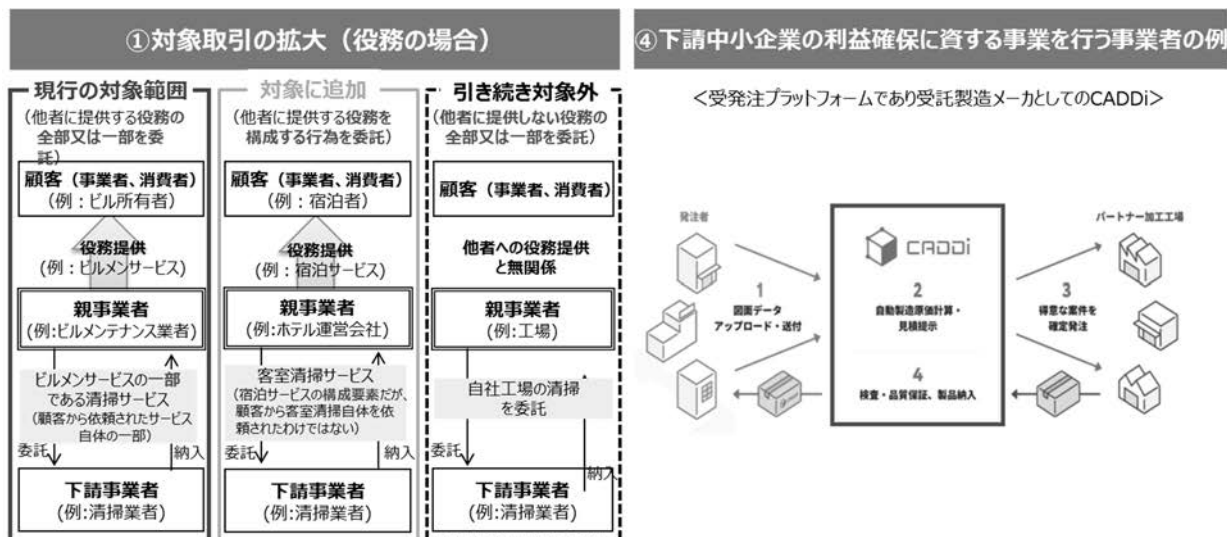 ①対象取引の拡大（役務の場合）
現行の対象範囲
（他者に提供する役務の
全部又は一部を委
託）
顧客（事業者、消費者）
（例：ビル所有者）
役務提供
（例：ビルメンサービス）
親事業者
（例:ビルメンテナンス業者）
ビルメンサービスの一部
である清掃サービス
（顧客から依頼されたサービス
自体の一部）
委託
納入
下請事業者
（例:清掃業者）
対象に追加
（他者に提供する役務を
構成する行為を委託）
顧客（事業者、消費者）
（例：宿泊者）
役務提供
（例：宿泊サービス）
親事業者
（例:ホテル運営会社）
客室清掃サービス
（宿泊サービスの構成要素だが、
顧客から客室清掃自体を依
頼されたわけではない）
委託
納入
下請事業者
（例:清掃業者）
引き続き対象外
（他者に提供しない役務の
全部又は一部を委託）
顧客（事業者、消費者）
他者への役務提供
と無関係
親事業者
（例:工場）
自社工場の清掃
を委託
委託
納入
下請事業者
（例:清掃業者）
④下請中小企業の利益確保に資する事業を行う事業者の例
＜受発注プラットフォームであり受託製造メーカとしてのCADDi＞
発注者
1
図面データ
アップロード・送付
CADDi
2
自動製造原価計算・
見積提示
4
検査・品質保証、製品納入
3
得意な案件を
確定発注
パートナー加工工場